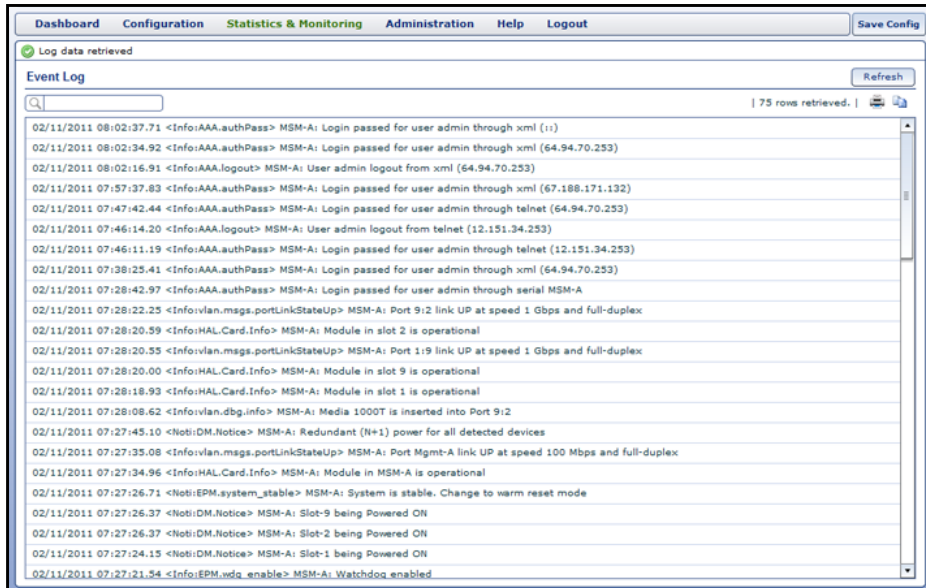 Dashboard Configuration Statistics & Monitoring Administration Help Logout Save Config
Log data retrieved
Event Log Refresh
| 75 rows retrieved. |
02/11/2011 08:02:37.71 <Info:AAA.authPass> MSM-A: Login passed for user admin through xml (::)
02/11/2011 08:02:34.92 <Info:AAA.authPass> MSM-A: Login passed for user admin through xml (64.94.70.253)
02/11/2011 08:02:16.91 <Info:AAA.logout> MSM-A: User admin logout from xml (64.94.70.253)
02/11/2011 07:57:37.83 <Info:AAA.authPass> MSM-A: Login passed for user admin through xml (67.188.171.132)
02/11/2011 07:47:42.44 <Info:AAA.authPass> MSM-A: Login passed for user admin through telnet (64.94.70.253)
02/11/2011 07:46:14.20 <Info:AAA.logout> MSM-A: User admin logout from telnet (12.151.34.253)
02/11/2011 07:46:11.19 <Info:AAA.authPass> MSM-A: Login passed for user admin through telnet (12.151.34.253)
02/11/2011 07:38:25.41 <Info:AAA.authPass> MSM-A: Login passed for user admin through xml (64.94.70.253)
02/11/2011 07:28:42.97 <Info:AAA.authPass> MSM-A: Login passed for user admin through serial MSM-A
02/11/2011 07:28:22.25 <Info:vlan.msgs.portLinkStateUp> MSM-A: Port 9:2 link UP at speed 1 Gbps and full-duplex
02/11/2011 07:28:20.59 <Info:HAL.Card.Info> MSM-A: Module in slot 2 is operational
02/11/2011 07:28:20.55 <Info:vlan.msgs.portLinkStateUp> MSM-A: Port 1:9 link UP at speed 1 Gbps and full-duplex
02/11/2011 07:28:20.00 <Info:HAL.Card.Info> MSM-A: Module in slot 9 is operational
02/11/2011 07:28:18.93 <Info:HAL.Card.Info> MSM-A: Module in slot 1 is operational
02/11/2011 07:28:08.62 <Info:vlan.dbg.info> MSM-A: Media 1000T is inserted into Port 9:2
02/11/2011 07:27:45.10 <Noti:DM.Notice> MSM-A: Redundant (N+1) power for all detected devices
02/11/2011 07:27:35.08 <Info:vlan.msgs.portLinkStateUp> MSM-A: Port Mgmt-A link UP at speed 100 Mbps and full-duplex
02/11/2011 07:27:34.96 <Info:HAL.Card.Info> MSM-A: Module in MSM-A is operational
02/11/2011 07:27:26.71 <Noti:EPM.system_stable> MSM-A: System is stable. Change to warm reset mode
02/11/2011 07:27:26.37 <Noti:DM.Notice> MSM-A: Slot-9 being Powered ON
02/11/2011 07:27:26.37 <Noti:DM.Notice> MSM-A: Slot-2 being Powered ON
02/11/2011 07:27:24.15 <Noti:DM.Notice> MSM-A: Slot-1 being Powered ON
02/11/2011 07:27:21.54 <Info:EPM.wdg_enable> MSM-A: Watchdog enabled